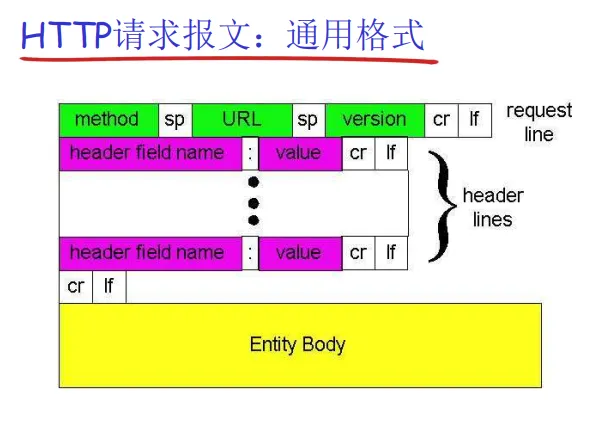 HTTP请求报文：通用格式
method sp URL sp version cr lf request line
header field name : value cr lf
header lines
header field name : value cr lf
cr lf
Entity Body